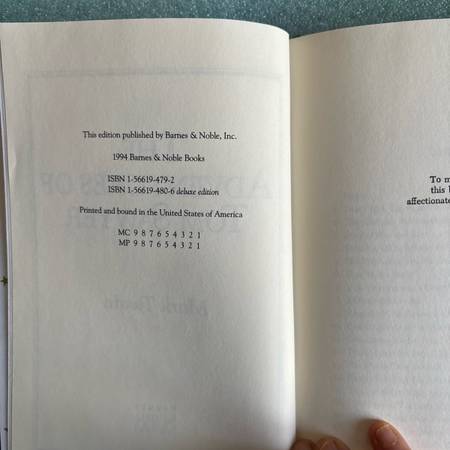 This edition published by Barnes & Noble, Inc.
1994 Barnes & Noble Books
ISBN 1-56619-479-2
ISBN 1-56619-480-6 deluxe edition
Printed and bound in the United States of America
MC 9 8 7 6 5 4 3 2 1
MP 9 8 7 6 5 4 3 2 1
To m
this
affectionate